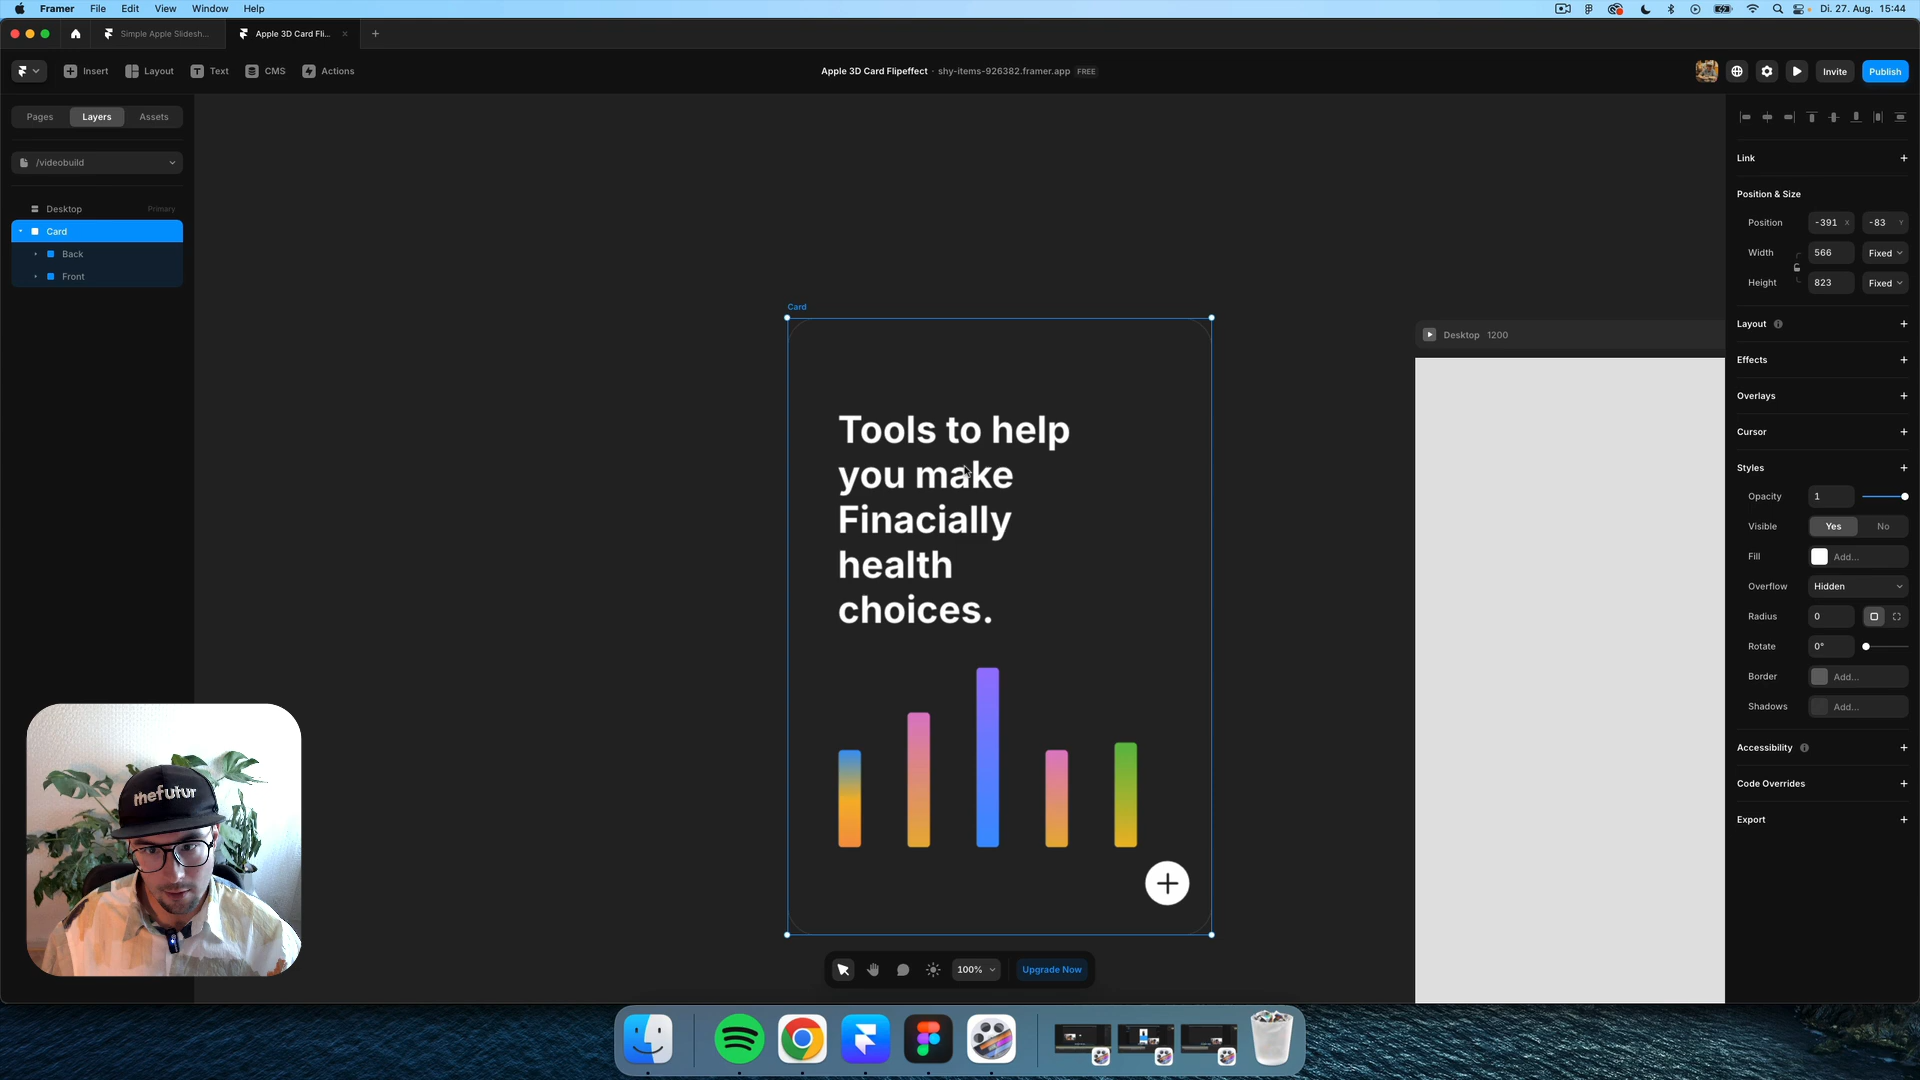 Framer File Edit View Window Help
Di. 27. Aug. 15:44
Simple Apple Slidesh...
Apple 3D Card Fli...
Insert Layout Text CMS Actions
Apple 3D Card Flipeffect · shy-items-926382.framer.app FREE
Invite Publish
Pages Layers Assets
/videobuild
Desktop Primary
Card
Back
Front
Card
Tools to help
you make
Finacially
health
choices.
Desktop 1200
100% Upgrade Now
Link
Position & Size
Position -391 X -83 Y
Width 566 Fixed
Height 823 Fixed
Layout
Effects
Overlays
Cursor
Styles
Opacity 1
Visible Yes No
Fill Add...
Overflow Hidden
Radius 0
Rotate 0°
Border Add...
Shadows Add...
Accessibility
Code Overrides
Export
thefutur